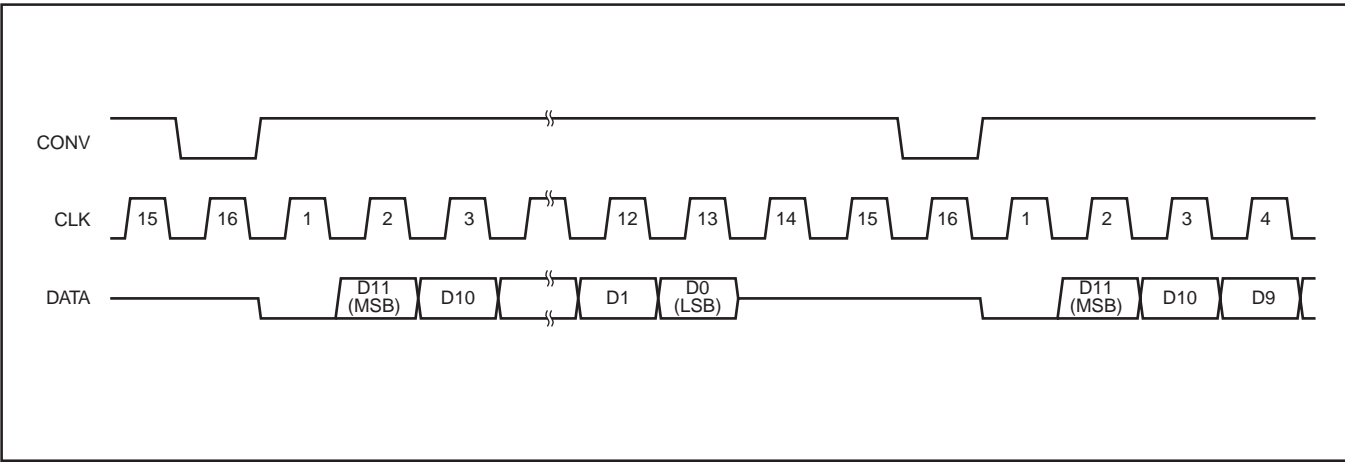 CONV
CLK 15 16 1 2 3 12 13 14 15 16 1 2 3 4
DATA D11 (MSB) D10 D1 D0 (LSB) D11 (MSB) D10 D9